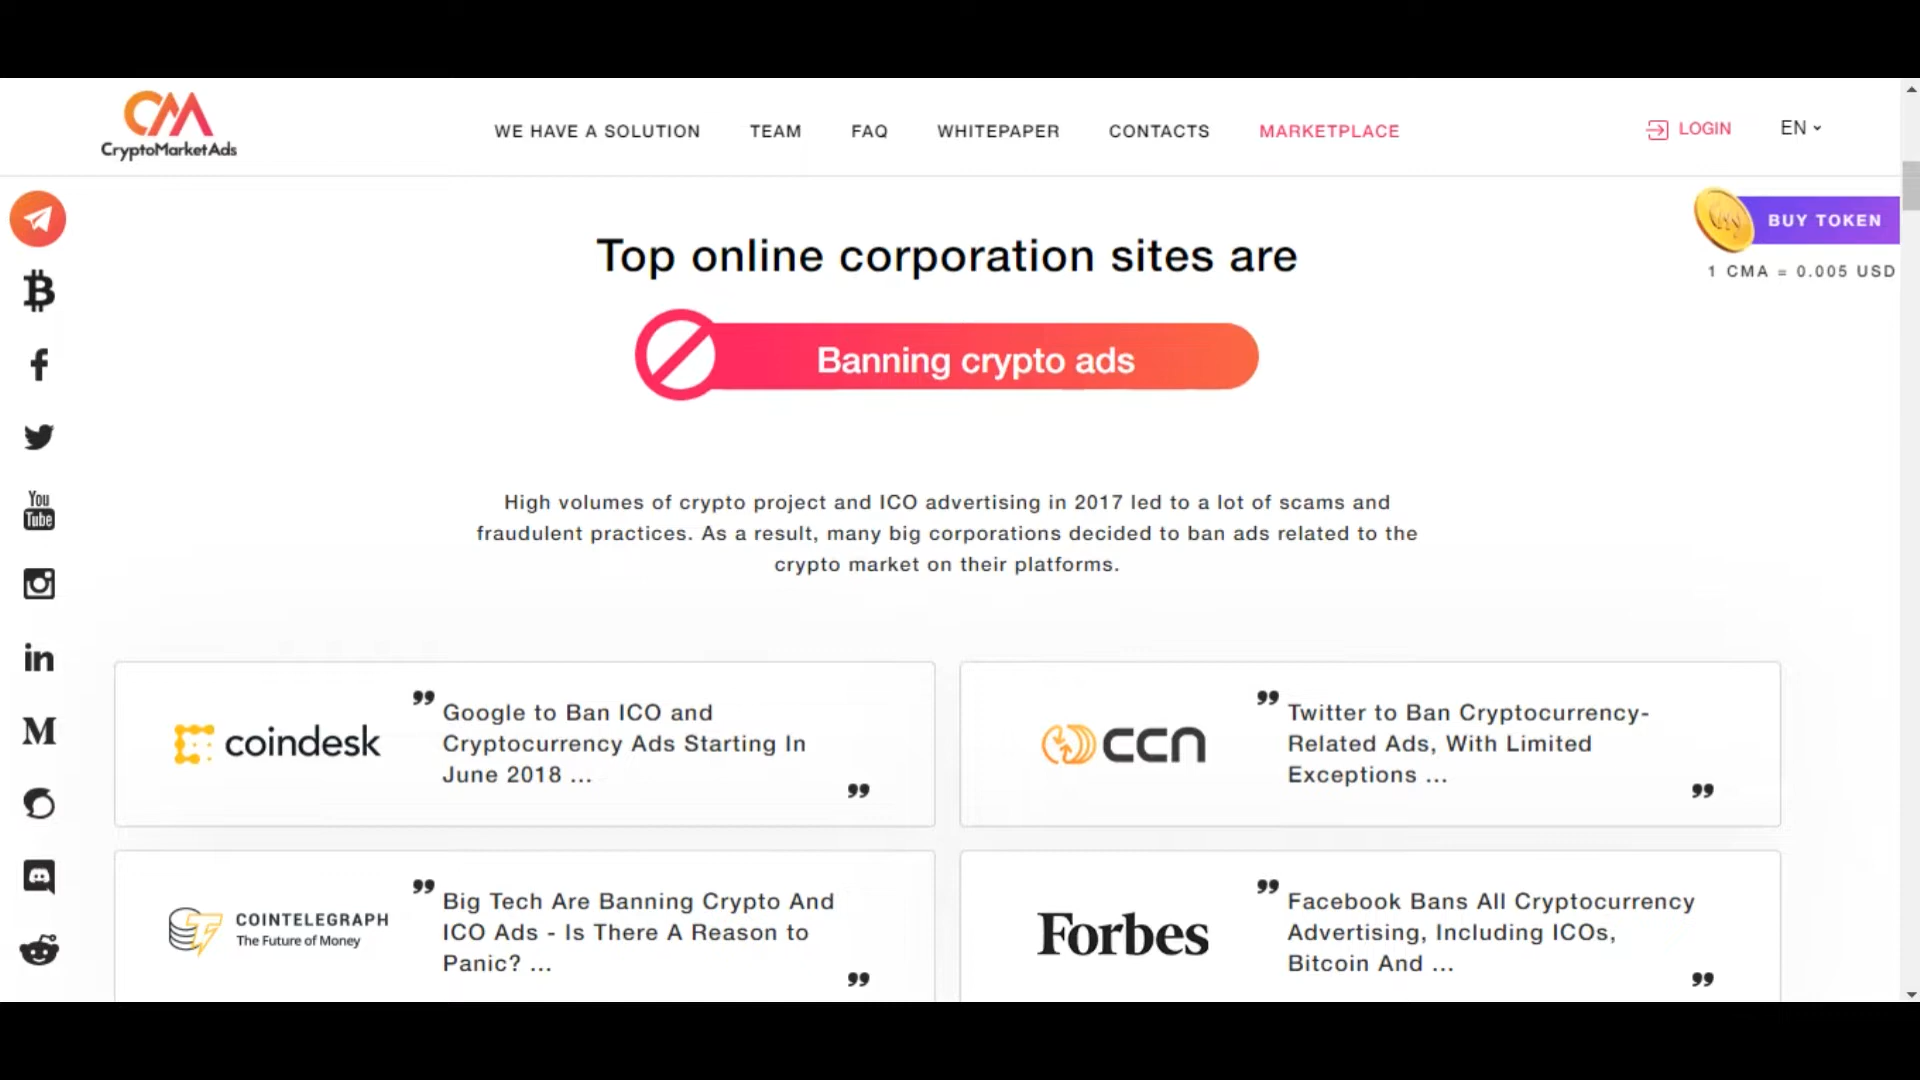 CM
CryptoMarketAds
WE HAVE A SOLUTION
TEAM
FAQ
WHITEPAPER
CONTACTS
MARKETPLACE
LOGIN
EN
BUY TOKEN
1 CMA = 0.005 USD
Top online corporation sites are
Banning crypto ads
High volumes of crypto project and ICO advertising in 2017 led to a lot of scams and
fraudulent practices. As a result, many big corporations decided to ban ads related to the
crypto market on their platforms.
You
Tube
in
M
coindesk
” Google to Ban ICO and
Cryptocurrency Ads Starting In
June 2018 ... ”
CCN
” Twitter to Ban Cryptocurrency-
Related Ads, With Limited
Exceptions ... ”
COINTELEGRAPH
The Future of Money
” Big Tech Are Banning Crypto And
ICO Ads - Is There A Reason to
Panic? ... ”
Forbes
” Facebook Bans All Cryptocurrency
Advertising, Including ICOs,
Bitcoin And ... ”